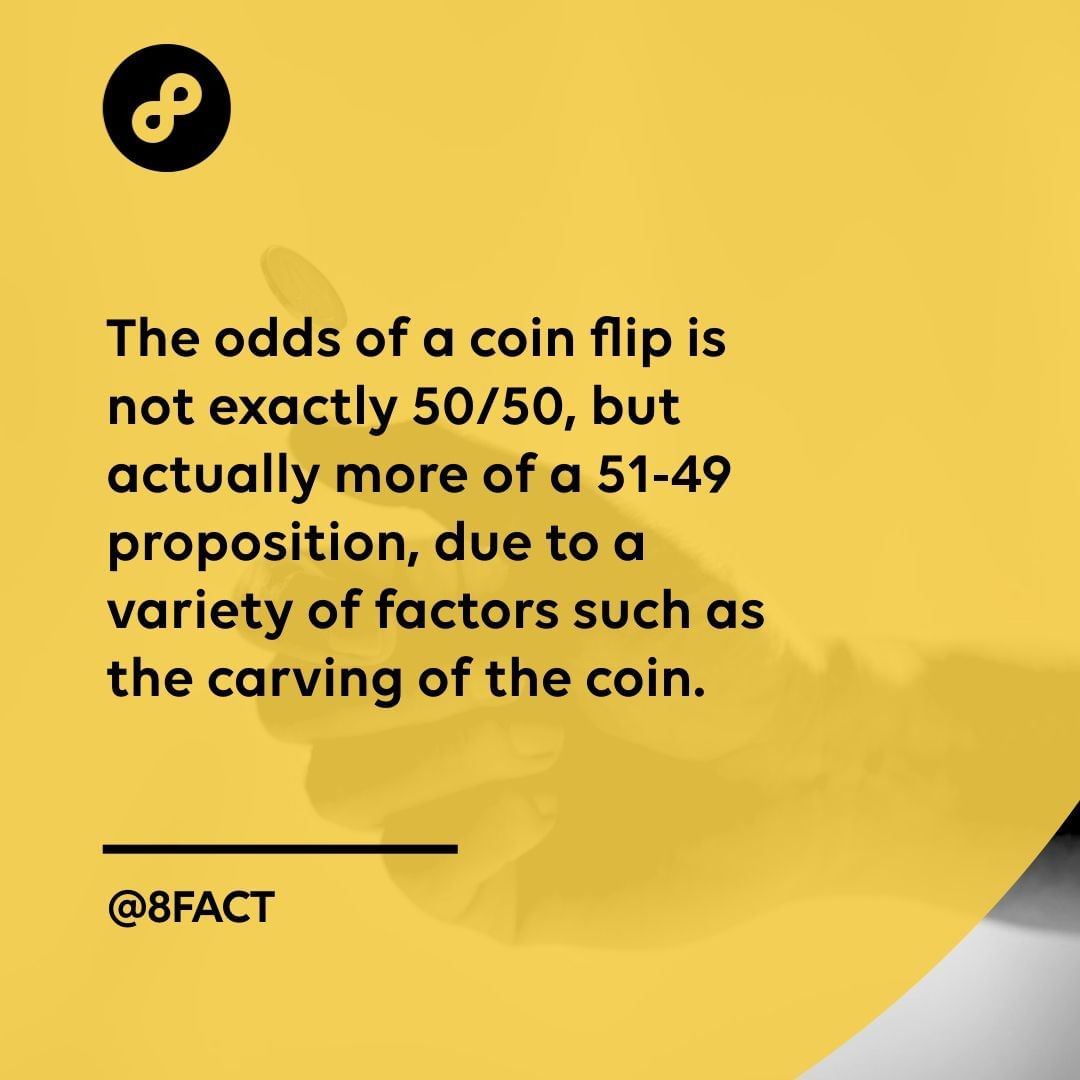 The odds of a coin flip is
not exactly 50/50, but
actually more of a 51-49
proposition, due to a
variety of factors such as
the carving of the coin.
@8FACT